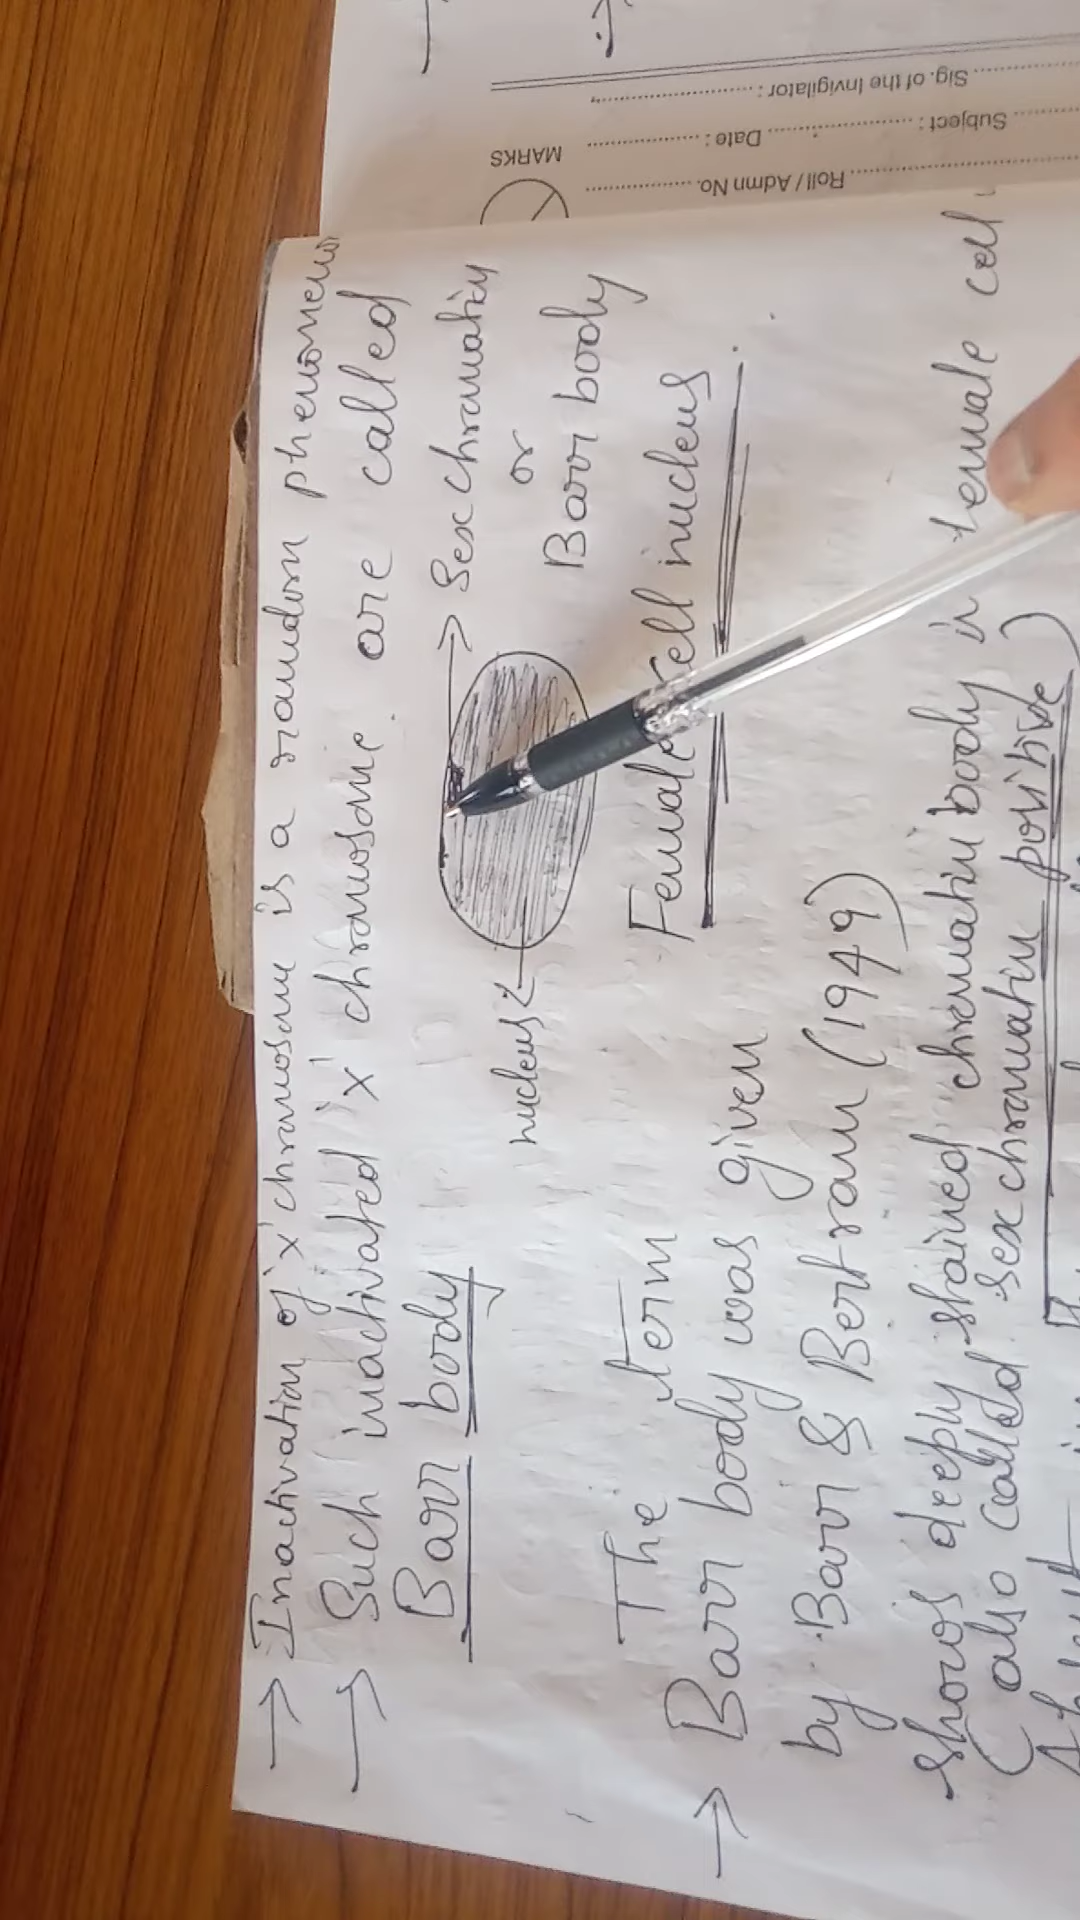 → Inactivation of 'x' chromosome is a random phenomenon
→ Such inactivated 'x' chromosome are called
Barr body
→ Sex chromatin
or
Barr body
nucleus ←
Female cell nucleus
The term
→ Barr body was given
by Barr & Bertram (1949)
shows deeply stained chromatin body in female cell
(also called sex chromatin positive)
MARKS
Roll / Admn No.
Subject : Date :
Sig. of the Invigilator :